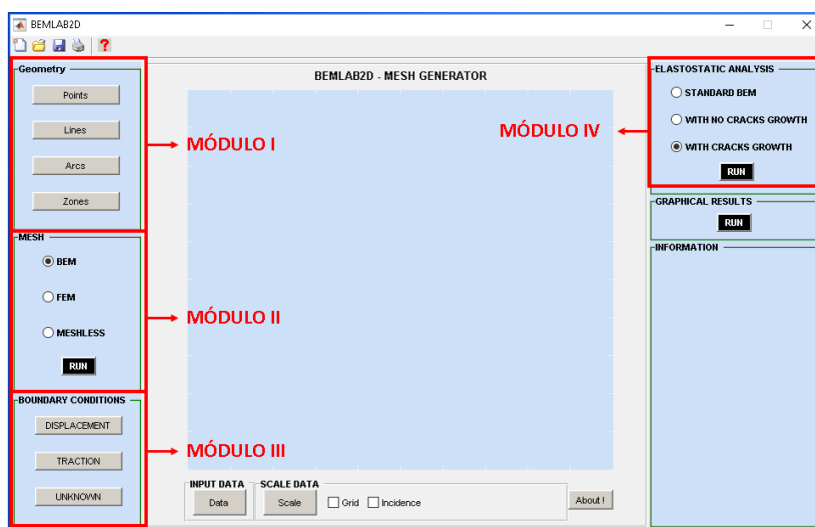 BEMLAB2D
Geometry
Points
Lines
Arcs
Zones
MÓDULO I
MESH
BEM
FEM
MESHLESS
RUN
MÓDULO II
BOUNDARY CONDITIONS
DISPLACEMENT
TRACTION
UNKNOWN
MÓDULO III
BEMLAB2D - MESH GENERATOR
INPUT DATA
Data
SCALE DATA
Scale
Grid
Incidence
About !
MÓDULO IV
ELASTOSTATIC ANALYSIS
STANDARD BEM
WITH NO CRACKS GROWTH
WITH CRACKS GROWTH
RUN
GRAPHICAL RESULTS
RUN
INFORMATION